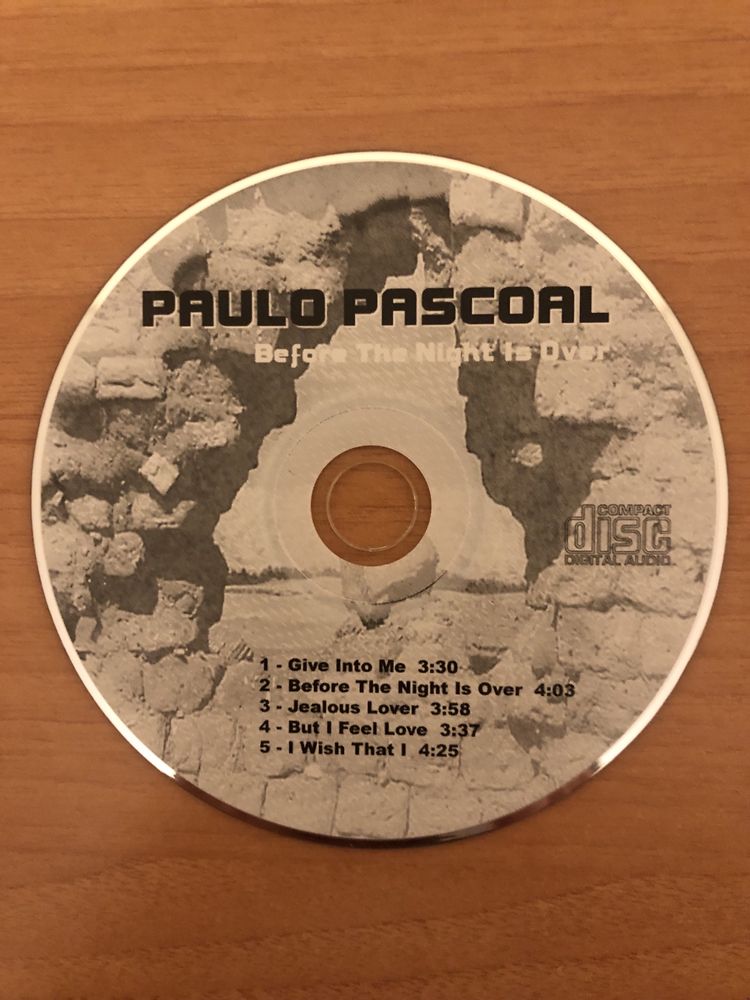 PAULO PASCOAL
Before The Night Is Over
COMPACT
disc
DIGITAL AUDIO
1 - Give Into Me 3:30
2 - Before The Night Is Over 4:03
3 - Jealous Lover 3:58
4 - But I Feel Love 3:37
5 - I Wish That I 4:25